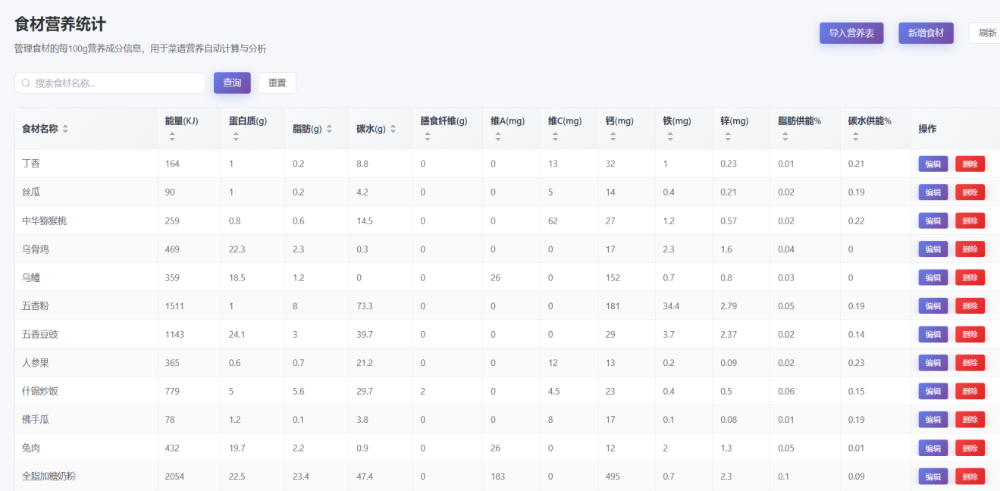 食材营养统计
导入营养表 新增食材 刷新
管理食材的每100g营养成分信息，用于菜谱营养自动计算与分析
搜索食材名称... 查询 重置
食材名称 能量(KJ) 蛋白质(g) 脂肪(g) 碳水(g) 膳食纤维(g) 维A(mg) 维C(mg) 钙(mg) 铁(mg) 锌(mg) 脂肪供能% 碳水供能% 操作
丁香 164 1 0.2 8.8 0 0 13 32 1 0.23 0.01 0.21 编辑 删除
丝瓜 90 1 0.2 4.2 0 0 5 14 0.4 0.21 0.02 0.19 编辑 删除
中华猕猴桃 259 0.8 0.6 14.5 0 0 62 27 1.2 0.57 0.02 0.22 编辑 删除
乌骨鸡 469 22.3 2.3 0.3 0 0 0 17 2.3 1.6 0.04 0 编辑 删除
乌鳢 359 18.5 1.2 0 0 26 0 152 0.7 0.8 0.03 0 编辑 删除
五香粉 1511 1 8 73.3 0 0 0 181 34.4 2.79 0.05 0.19 编辑 删除
五香豆豉 1143 24.1 3 39.7 0 0 0 29 3.7 2.37 0.02 0.14 编辑 删除
人参果 365 0.6 0.7 21.2 0 0 12 13 0.2 0.09 0.02 0.23 编辑 删除
什锦炒饭 779 5 5.6 29.7 2 0 4.5 23 0.4 0.5 0.06 0.15 编辑 删除
佛手瓜 78 1.2 0.1 3.8 0 0 8 17 0.1 0.08 0.01 0.19 编辑 删除
兔肉 432 19.7 2.2 0.9 0 26 0 12 2 1.3 0.05 0.01 编辑 删除
全脂加糖奶粉 2054 22.5 23.4 47.4 0 183 0 495 0.7 2.3 0.1 0.09 编辑 删除